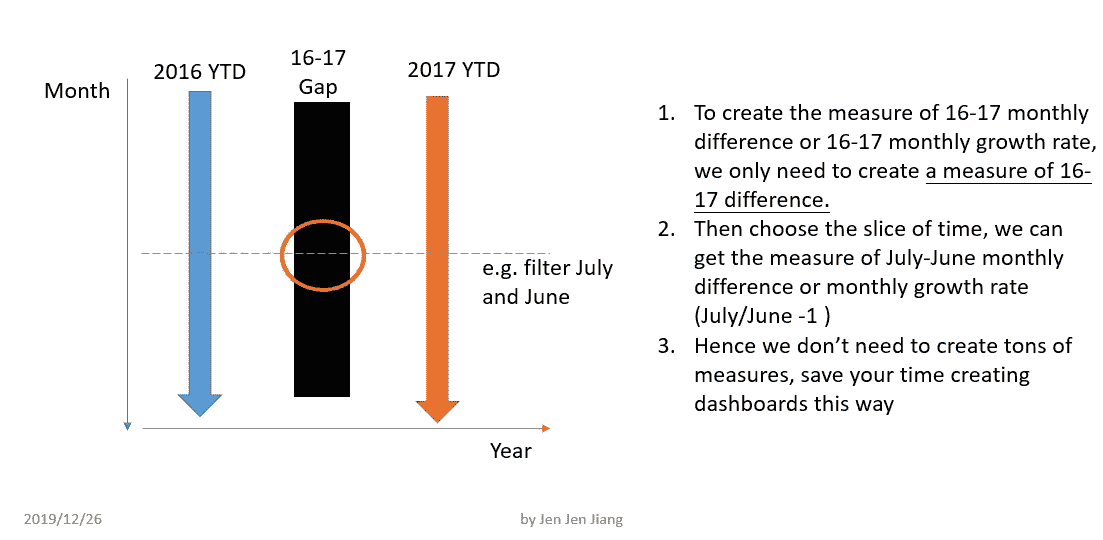 2016 YTD
16-17
Gap
2017 YTD
Month
e.g. filter July
and June
Year
1. To create the measure of 16-17 monthly
difference or 16-17 monthly growth rate,
we only need to create a measure of 16-
17 difference.
2. Then choose the slice of time, we can
get the measure of July-June monthly
difference or monthly growth rate
(July/June -1 )
3. Hence we don’t need to create tons of
measures, save your time creating
dashboards this way
2019/12/26
by Jen Jen Jiang